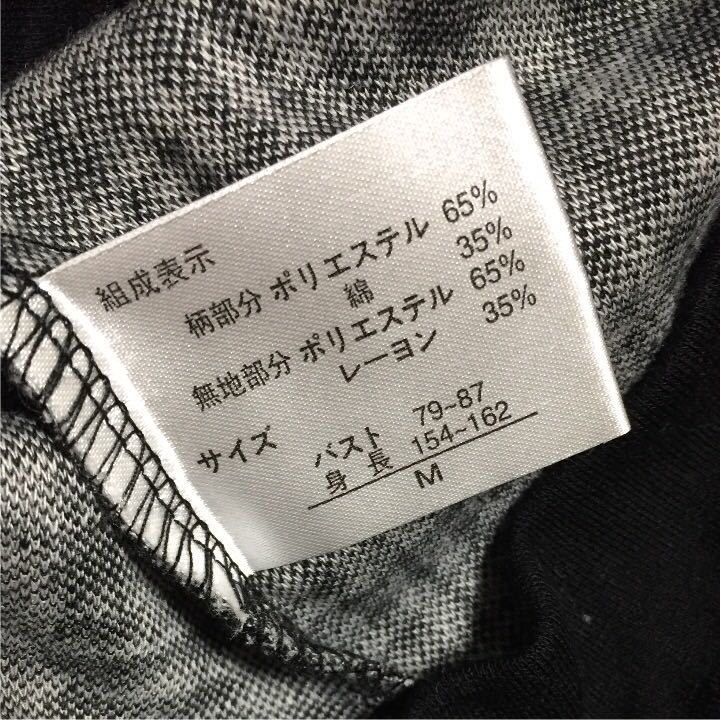 組成表示
柄部分 ポリエステル 65%
綿 35%
無地部分 ポリエステル 65%
レーヨン 35%
サイズ バスト 79~87
身長 154~162
M